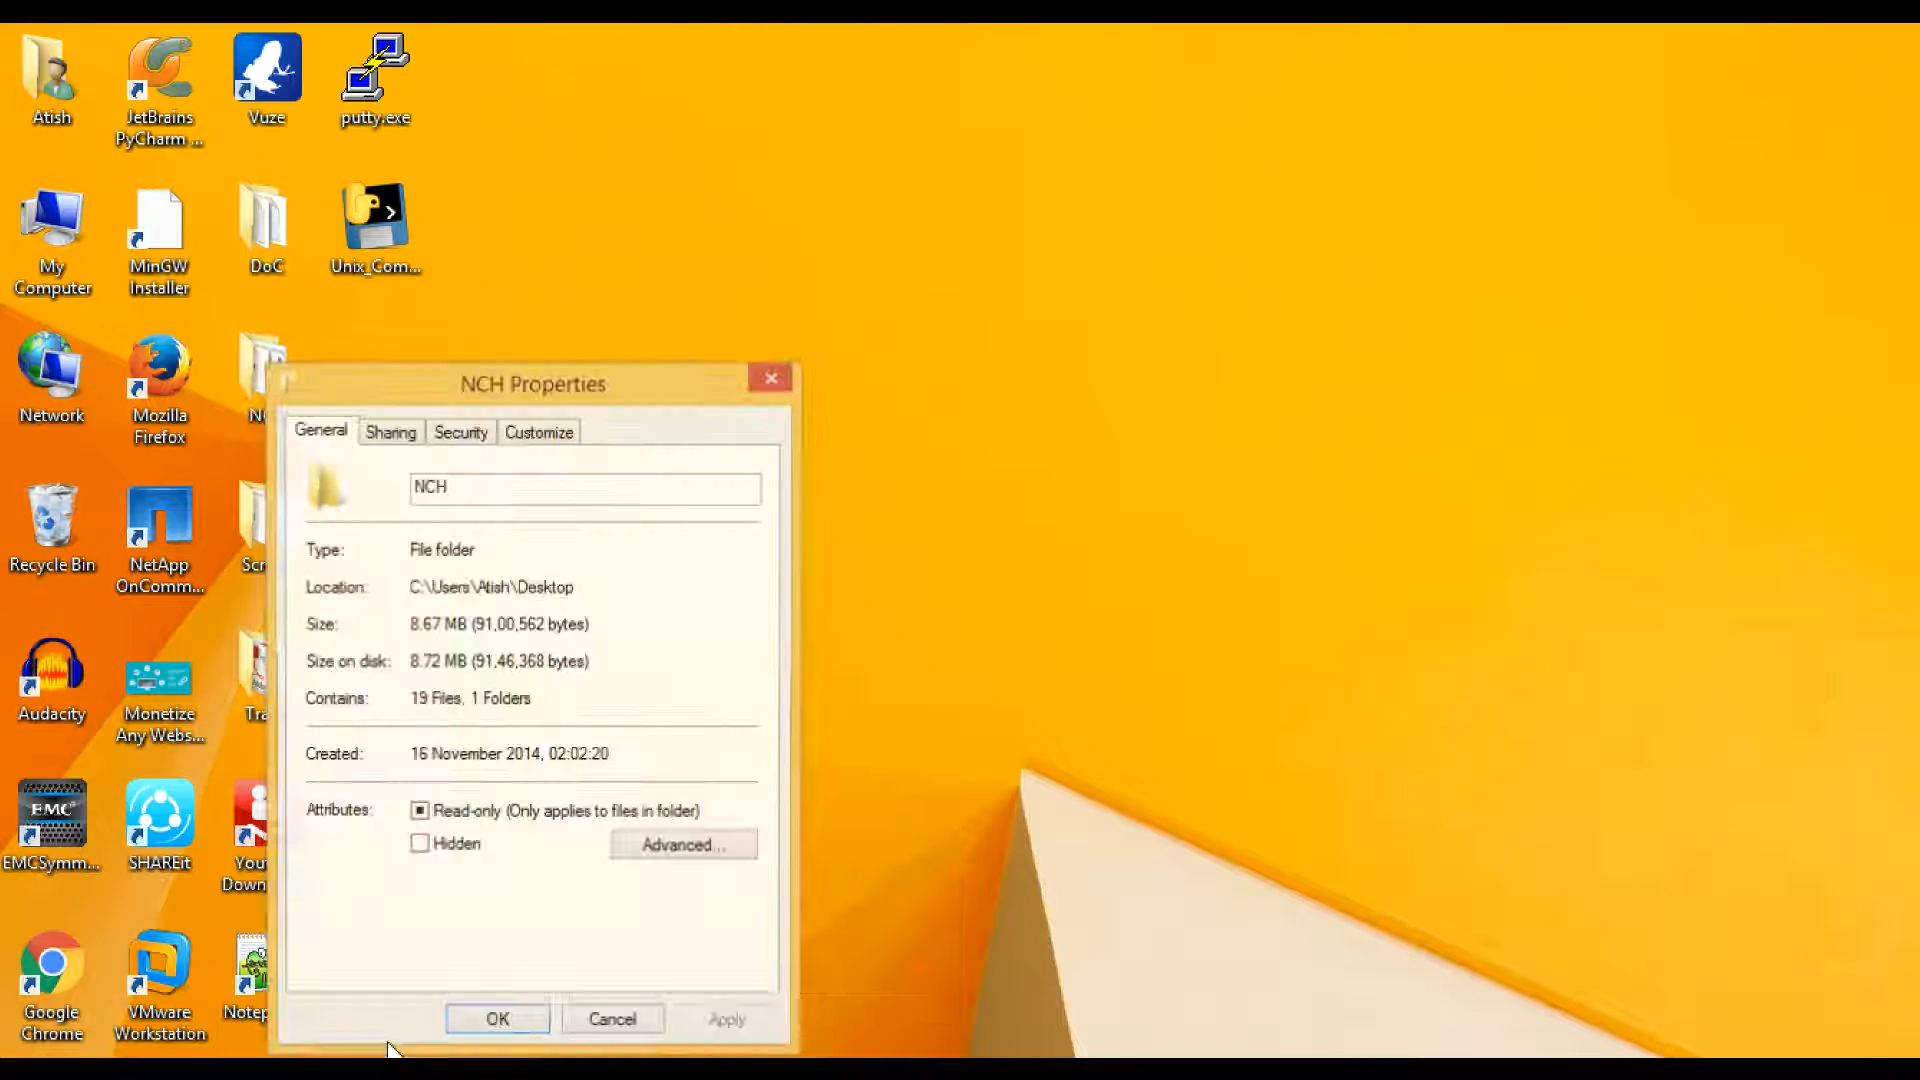 Atish
JetBrains
PyCharm ...
Vuze
putty.exe
My
Computer
MinGW
Installer
DoC
Unix_Com...
Network
Mozilla
Firefox
Recycle Bin
NetApp
OnComm...
Audacity
Monetize
Any Webs...
EMC²
EMCSymm...
SHAREit
Down
Google
Chrome
VMware
Workstation
Notep
NCH Properties
General
Sharing
Security
Customize
NCH
Type: File folder
Location: C:\Users\Atish\Desktop
Size: 8.67 MB (91,00,562 bytes)
Size on disk: 8.72 MB (91,46,368 bytes)
Contains: 19 Files, 1 Folders
Created: 16 November 2014, 02:02:20
Attributes: Read-only (Only applies to files in folder)
Hidden
Advanced...
OK
Cancel
Apply